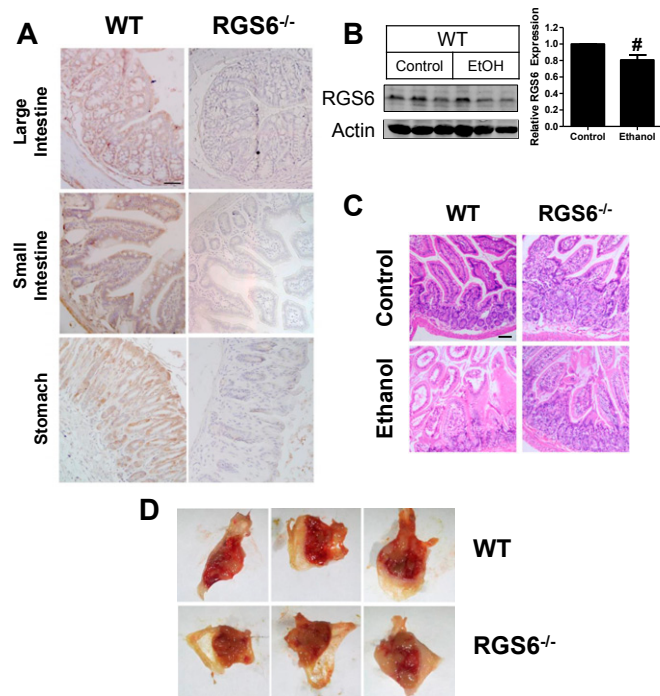 A
WT
RGS6-/-
Large Intestine
Small Intestine
Stomach
B
WT
Control
EtOH
RGS6
Actin
Relative RGS6 Expression
1.2
1.0
0.8
0.6
0.4
0.2
0.0
#
Control
Ethanol
C
WT
RGS6-/-
Control
Ethanol
D
WT
RGS6-/-